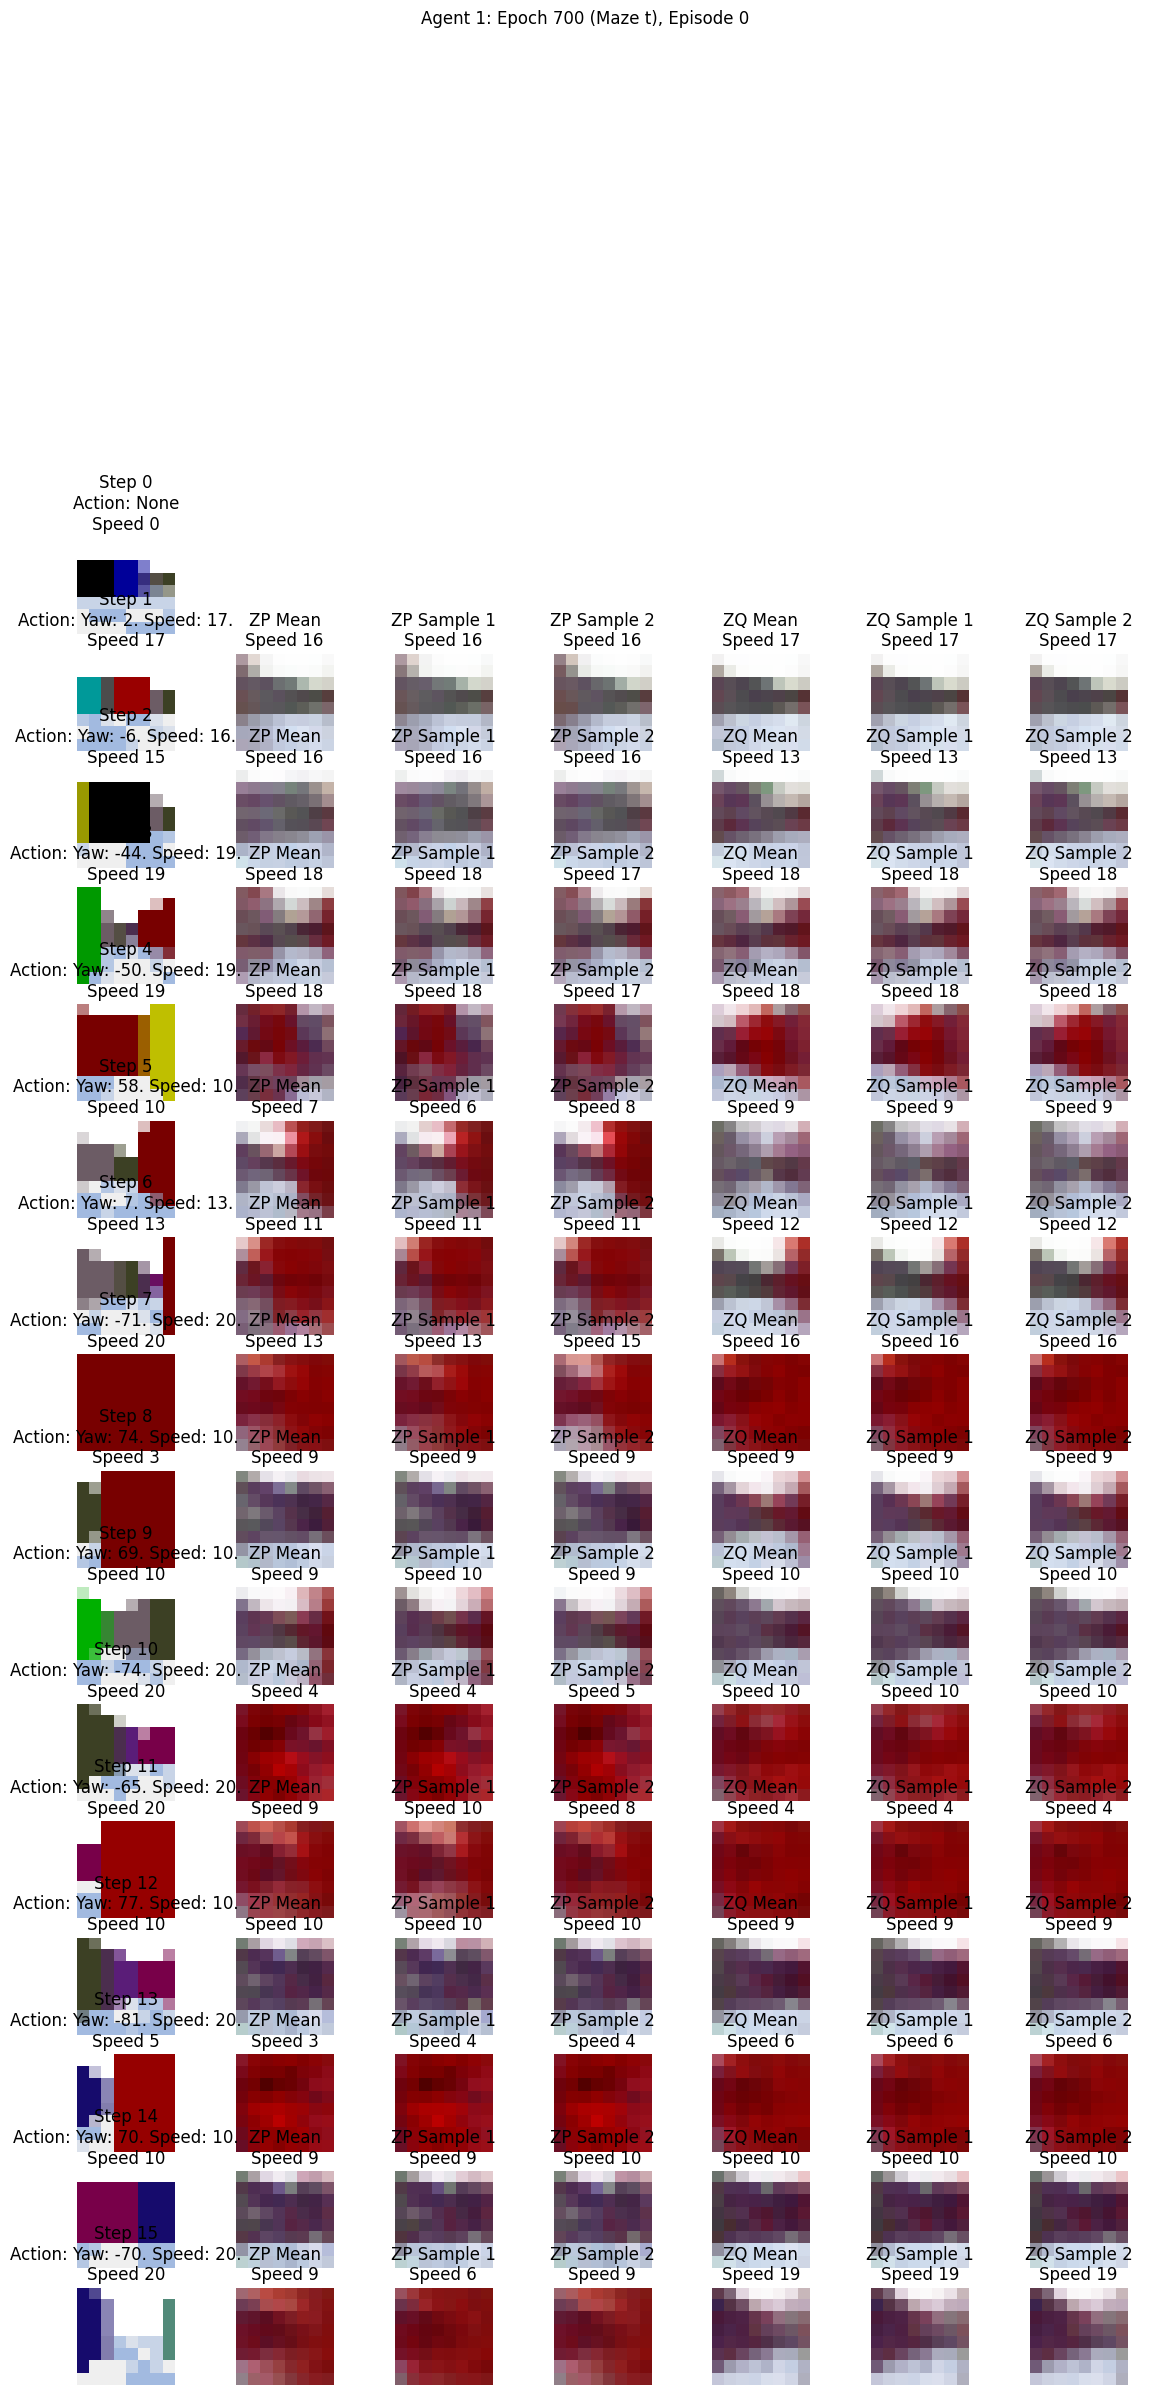 Agent 1: Epoch 700 (Maze t), Episode 0
Step 0
Action: None
Speed 0
Step 1
Action: Yaw: 2. Speed: 17.
Speed 17
ZP Mean
Speed 16
ZP Sample 1
Speed 16
ZP Sample 2
Speed 16
ZQ Mean
Speed 17
ZQ Sample 1
Speed 17
ZQ Sample 2
Speed 17
Step 2
Action: Yaw: -6. Speed: 16.
Speed 15
ZP Mean
Speed 16
ZP Sample 1
Speed 16
ZP Sample 2
Speed 16
ZQ Mean
Speed 13
ZQ Sample 1
Speed 13
ZQ Sample 2
Speed 13
Action: Yaw: -44. Speed: 19.
Speed 19
ZP Mean
Speed 18
ZP Sample 1
Speed 18
ZP Sample 2
Speed 17
ZQ Mean
Speed 18
ZQ Sample 1
Speed 18
ZQ Sample 2
Speed 18
Step 4
Action: Yaw: -50. Speed: 19.
Speed 19
ZP Mean
Speed 18
ZP Sample 1
Speed 18
ZP Sample 2
Speed 17
ZQ Mean
Speed 18
ZQ Sample 1
Speed 18
ZQ Sample 2
Speed 18
Step 5
Action: Yaw: 58. Speed: 10.
Speed 10
ZP Mean
Speed 7
ZP Sample 1
Speed 6
ZP Sample 2
Speed 8
ZQ Mean
Speed 9
ZQ Sample 1
Speed 9
ZQ Sample 2
Speed 9
Step 6
Action: Yaw: 7. Speed: 13.
Speed 13
ZP Mean
Speed 11
ZP Sample 1
Speed 11
ZP Sample 2
Speed 11
ZQ Mean
Speed 12
ZQ Sample 1
Speed 12
ZQ Sample 2
Speed 12
Step 7
Action: Yaw: -71. Speed: 20.
Speed 20
ZP Mean
Speed 13
ZP Sample 1
Speed 13
ZP Sample 2
Speed 15
ZQ Mean
Speed 16
ZQ Sample 1
Speed 16
ZQ Sample 2
Speed 16
Step 8
Action: Yaw: 74. Speed: 10.
Speed 3
ZP Mean
Speed 9
ZP Sample 1
Speed 9
ZP Sample 2
Speed 9
ZQ Mean
Speed 9
ZQ Sample 1
Speed 9
ZQ Sample 2
Speed 9
Step 9
Action: Yaw: 69. Speed: 10.
Speed 10
ZP Mean
Speed 9
ZP Sample 1
Speed 10
ZP Sample 2
Speed 9
ZQ Mean
Speed 10
ZQ Sample 1
Speed 10
ZQ Sample 2
Speed 10
Step 10
Action: Yaw: -74. Speed: 20.
Speed 20
ZP Mean
Speed 4
ZP Sample 1
Speed 4
ZP Sample 2
Speed 5
ZQ Mean
Speed 10
ZQ Sample 1
Speed 10
ZQ Sample 2
Speed 10
Step 11
Action: Yaw: -65. Speed: 20.
Speed 20
ZP Mean
Speed 9
ZP Sample 1
Speed 10
ZP Sample 2
Speed 8
ZQ Mean
Speed 4
ZQ Sample 1
Speed 4
ZQ Sample 2
Speed 4
Step 12
Action: Yaw: 77. Speed: 10.
Speed 10
ZP Mean
Speed 10
ZP Sample 1
Speed 10
ZP Sample 2
Speed 10
ZQ Mean
Speed 9
ZQ Sample 1
Speed 9
ZQ Sample 2
Speed 9
Step 13
Action: Yaw: -81. Speed: 20.
Speed 5
ZP Mean
Speed 3
ZP Sample 1
Speed 4
ZP Sample 2
Speed 4
ZQ Mean
Speed 6
ZQ Sample 1
Speed 6
ZQ Sample 2
Speed 6
Step 14
Action: Yaw: 70. Speed: 10.
Speed 10
ZP Mean
Speed 9
ZP Sample 1
Speed 9
ZP Sample 2
Speed 10
ZQ Mean
Speed 10
ZQ Sample 1
Speed 10
ZQ Sample 2
Speed 10
Step 15
Action: Yaw: -70. Speed: 20.
Speed 20
ZP Mean
Speed 9
ZP Sample 1
Speed 6
ZP Sample 2
Speed 9
ZQ Mean
Speed 19
ZQ Sample 1
Speed 19
ZQ Sample 2
Speed 19